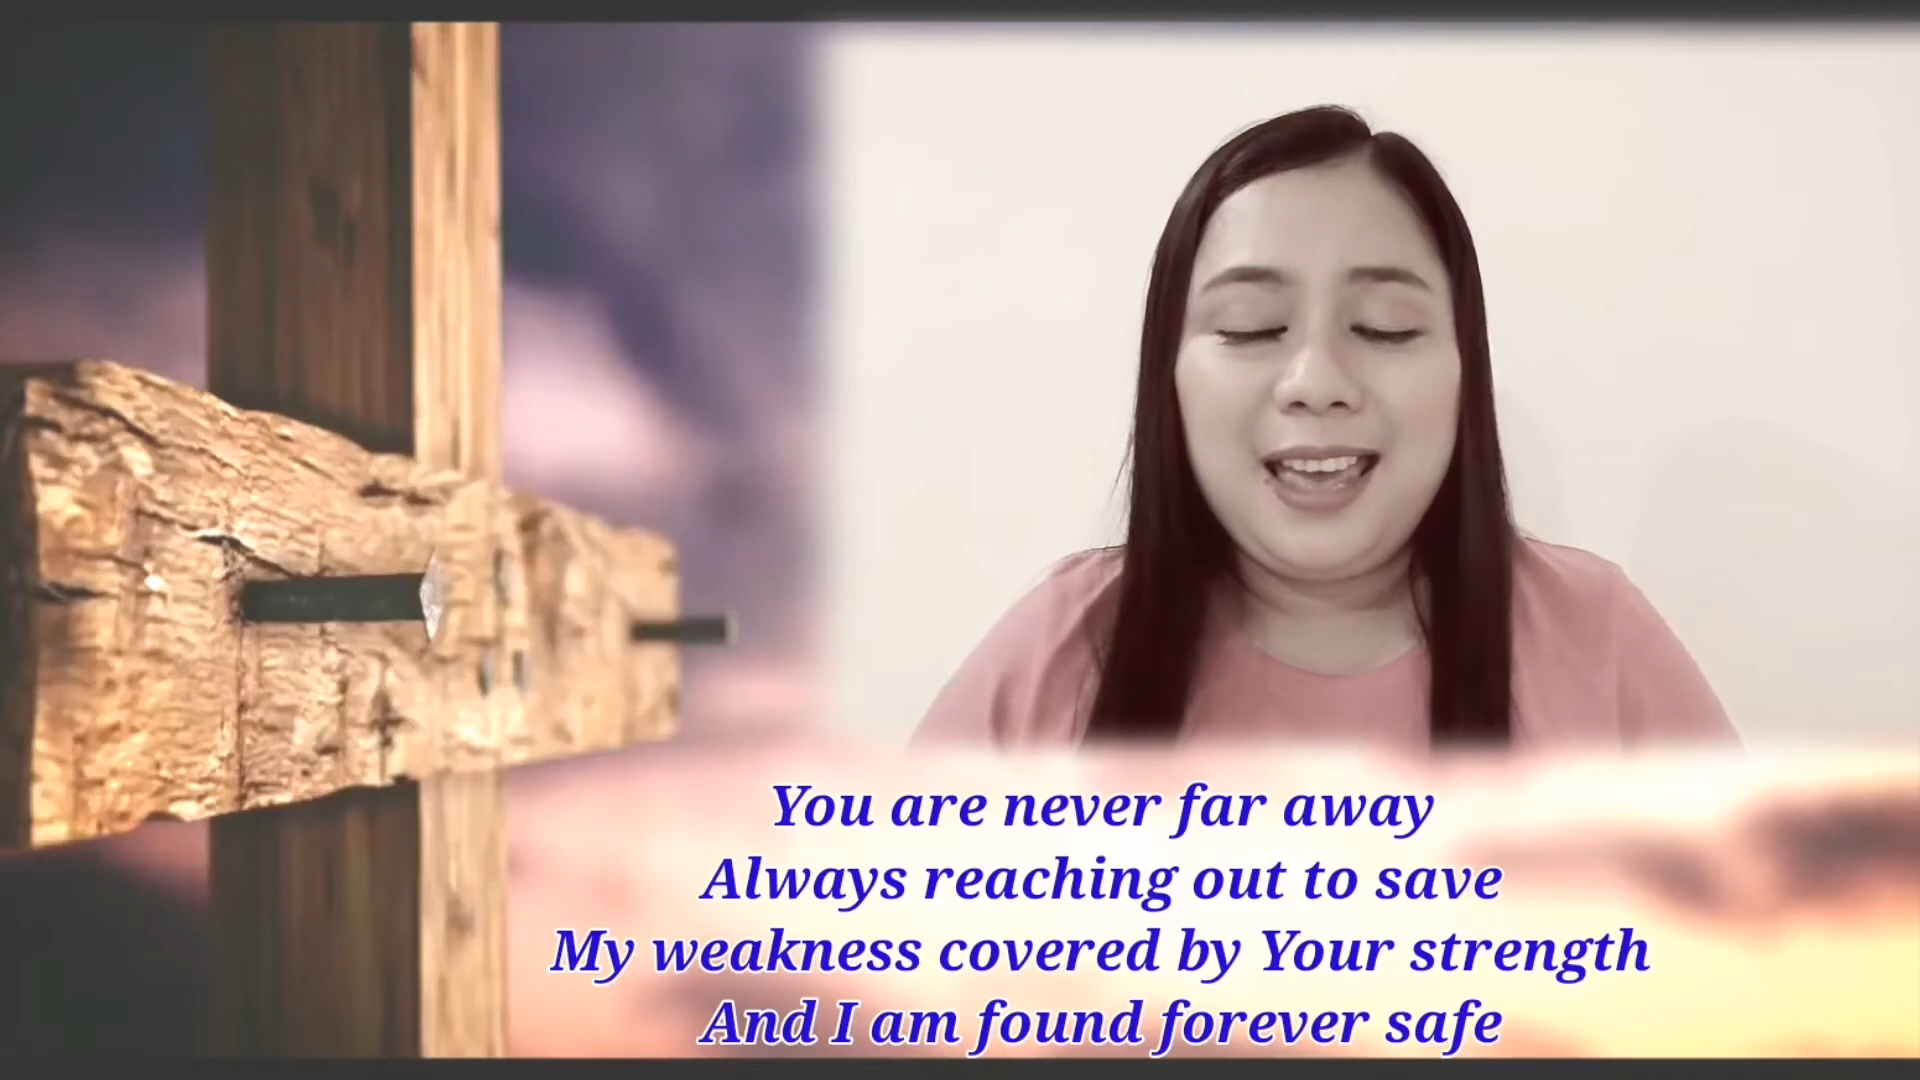 You are never far away
Always reaching out to save
My weakness covered by Your strength
And I am found forever safe